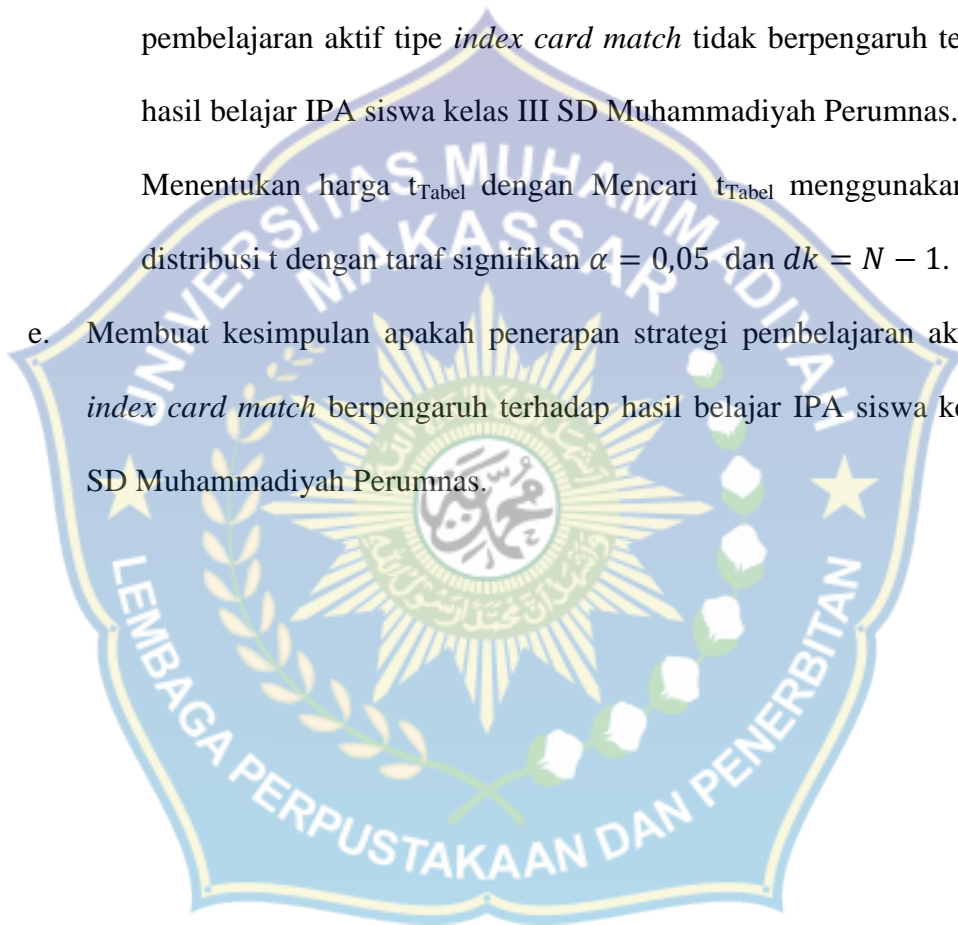 pembelajaran aktif tipe index card match tidak berpengaruh te
hasil belajar IPA siswa kelas III SD Muhammadiyah Perumnas.
Menentukan harga tTabel dengan Mencari tTabel menggunakan
distribusi t dengan taraf signifikan α = 0,05 dan dk = N − 1.
e. Membuat kesimpulan apakah penerapan strategi pembelajaran ak
index card match berpengaruh terhadap hasil belajar IPA siswa ke
SD Muhammadiyah Perumnas.
UNIVERSITAS MUHAMMADIYAH
MAKASSAR
LEMBAGA PERPUSTAKAAN DAN PENERBITAN